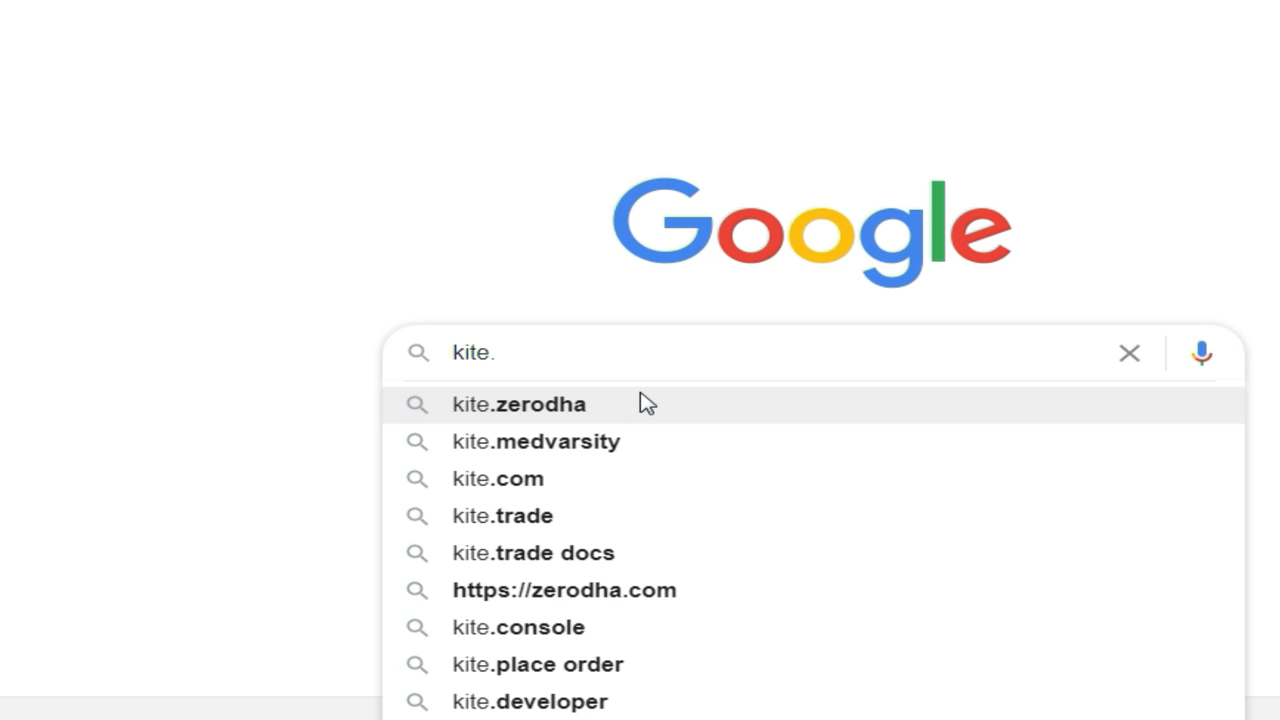 Google
kite.
kite.zerodha
kite.medvarsity
kite.com
kite.trade
kite.trade docs
https://zerodha.com
kite.console
kite.place order
kite.developer